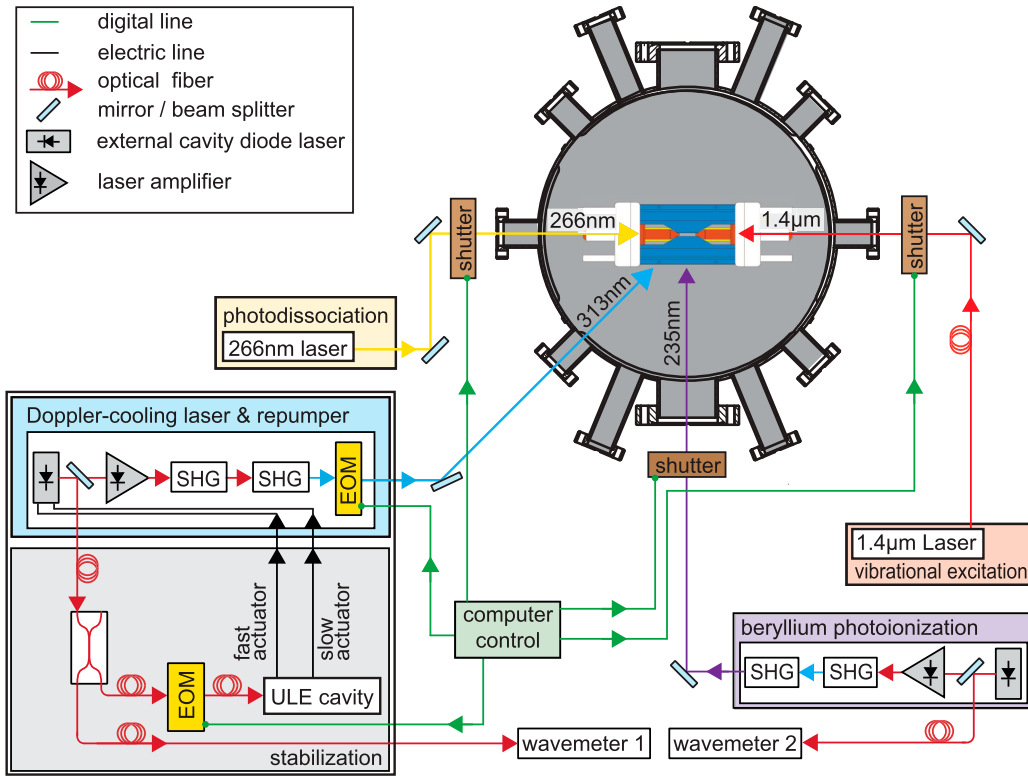 digital line
electric line
optical fiber
mirror / beam splitter
external cavity diode laser
laser amplifier
shutter
266nm
1.4µm
shutter
313nm
235nm
photodissociation
266nm laser
Doppler-cooling laser & repumper
SHG
SHG
EOM
shutter
1.4µm Laser
vibrational excitation
fast
actuator
slow
actuator
computer
control
beryllium photoionization
SHG
SHG
EOM
ULE cavity
stabilization
wavemeter 1
wavemeter 2